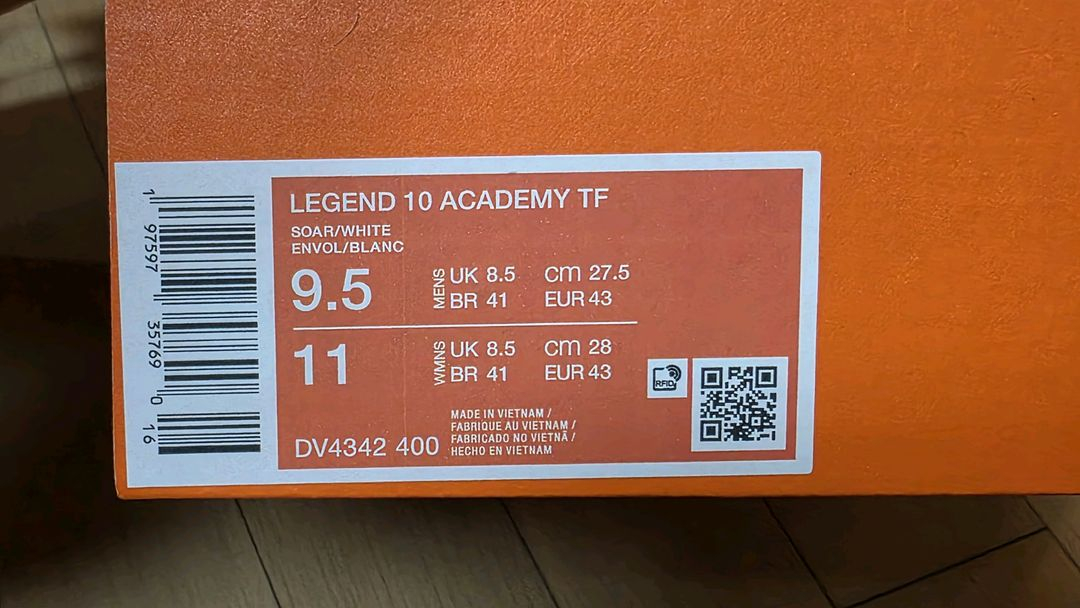 LEGEND 10 ACADEMY TF
SOAR/WHITE
ENVOL/BLANC
9.5 MENS UK 8.5 cm 27.5
BR 41 EUR 43
11 WMNS UK 8.5 cm 28
BR 41 EUR 43
RFID
DV4342 400
MADE IN VIETNAM /
FABRIQUE AU VIETNAM /
FABRICADO NO VIETNÃ /
HECHO EN VIETNAM
1 97597 35769 0 16